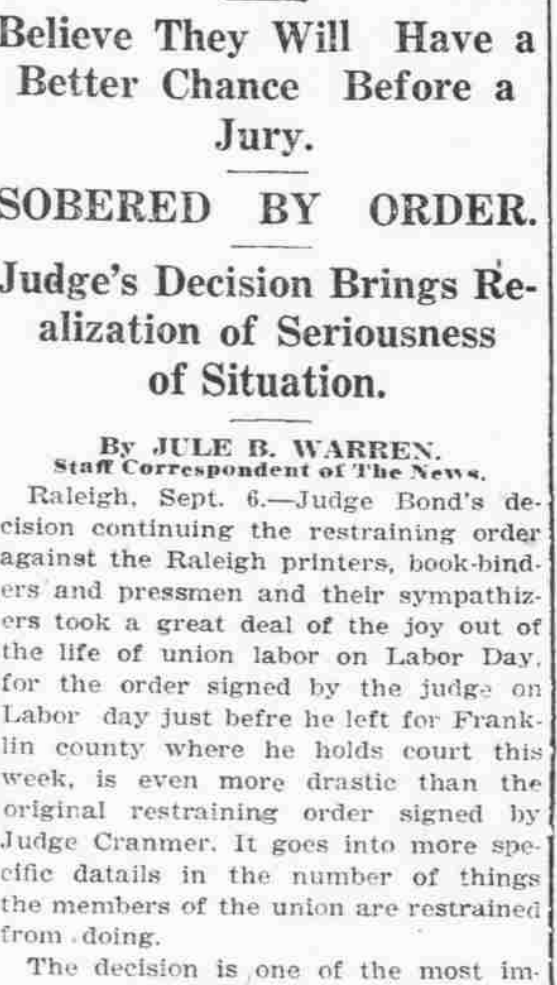 Believe They Will Have a
Better Chance Before a
Jury.
SOBERED BY ORDER.
Judge's Decision Brings Re-
alization of Seriousness
of Situation.
By JULE B. WARREN.
Staff Correspondent of The News.
Raleigh, Sept. 6.—Judge Bond's de-
cision continuing the restraining order
against the Raleigh printers, book-bind-
ers and pressmen and their sympathiz-
ers took a great deal of the joy out of
the life of union labor on Labor Day,
for the order signed by the judge on
Labor day just befre he left for Frank-
lin county where he holds court this
week, is even more drastic than the
original restraining order signed by
Judge Cranmer. It goes into more spe-
cific datails in the number of things
the members of the union are restrained
from doing.
The decision is one of the most im-